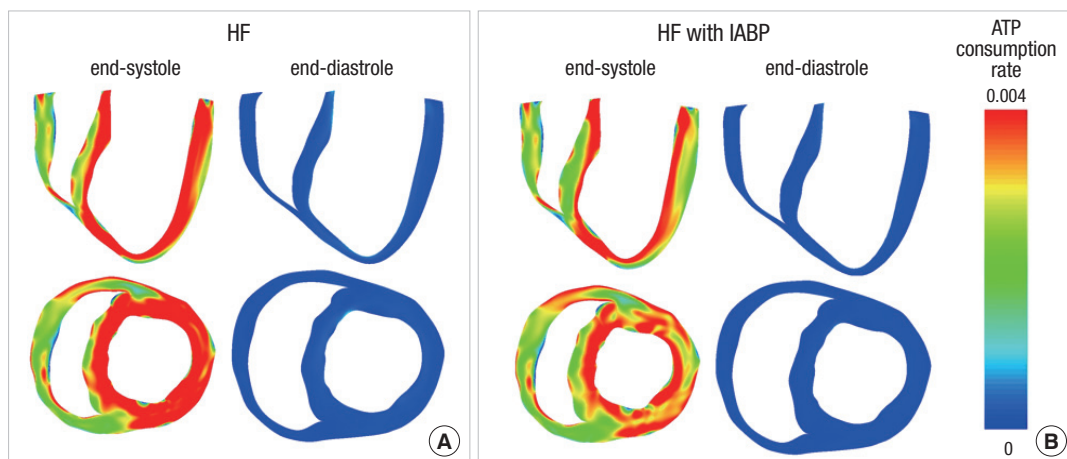 HF
end-systole
end-diastrole
A
HF with IABP
end-systole
end-diastrole
B
ATP
consumption
rate
0.004
0